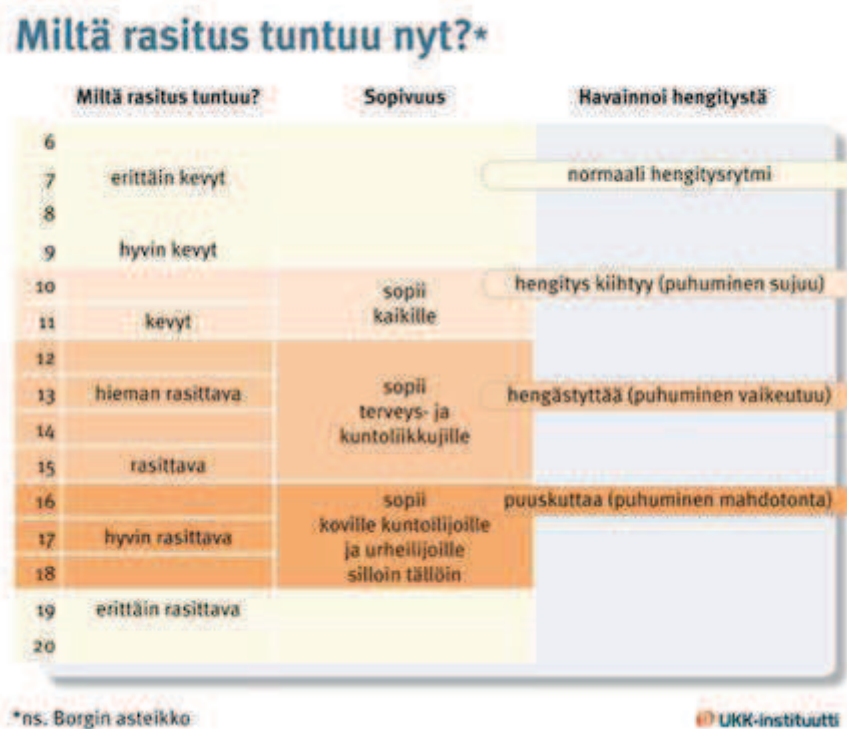 Miltä rasitus tuntuu nyt?*
Miltä rasitus tuntuu? Sopivuus Havainnoi hengitystä
6
7 erittäin kevyt normaali hengitysrytmi
8
9 hyvin kevyt
10 sopii hengitys kiihtyy (puhuminen sujuu)
11 kevyt kaikille
12
13 hieman rasittava sopii hengästyttää (puhuminen vaikeutuu)
terveys- ja
14 kuntoliikkujille
15 rasittava
16 sopii puuskuttaa (puhuminen mahdotonta)
koville kuntoilijoille
17 hyvin rasittava ja urheilijoille
18 silloin tällöin
19 erittäin rasittava
20
*ns. Borgin asteikko UKK-instituutti